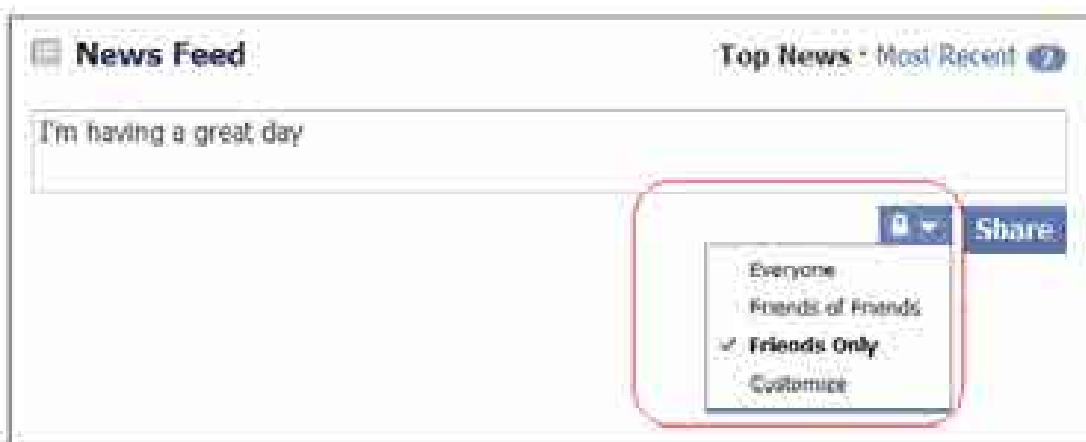 News Feed
Top News · Most Recent
I'm having a great day
Share
Everyone
Friends of Friends
Friends Only
Customize